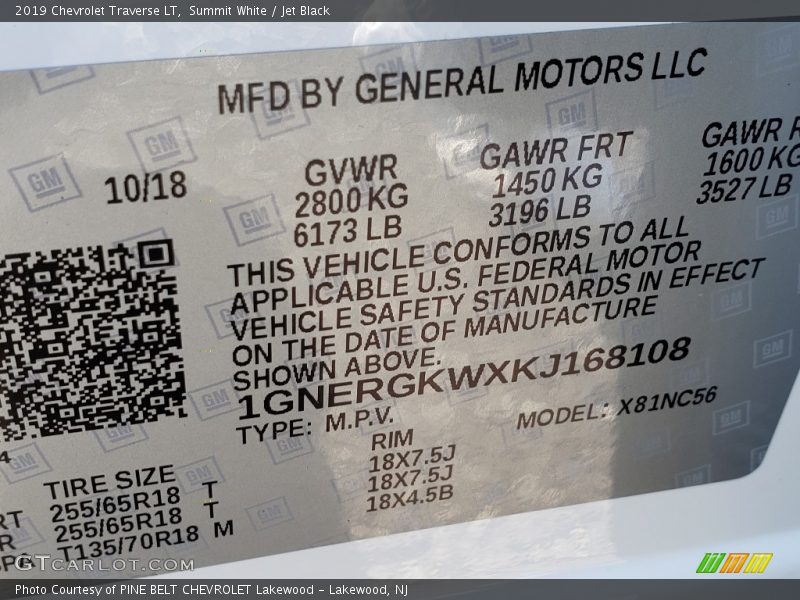 2019 Chevrolet Traverse LT, Summit White / Jet Black
MFD BY GENERAL MOTORS LLC
10/18
GVWR
2800 KG
6173 LB
GAWR FRT
1450 KG
3196 LB
GAWR R
1600 KG
3527 LB
THIS VEHICLE CONFORMS TO ALL
APPLICABLE U.S. FEDERAL MOTOR
VEHICLE SAFETY STANDARDS IN EFFECT
ON THE DATE OF MANUFACTURE
SHOWN ABOVE.
1GNERGKWXKJ168108
TYPE: M.P.V.
MODEL: X81NC56
4
TIRE SIZE
RIM
RT 255/65R18 T 18X7.5J
R 255/65R18 T 18X7.5J
T135/70R18 M 18X4.5B
GM
GTCARLOT.COM
Photo Courtesy of PINE BELT CHEVROLET Lakewood - Lakewood, NJ